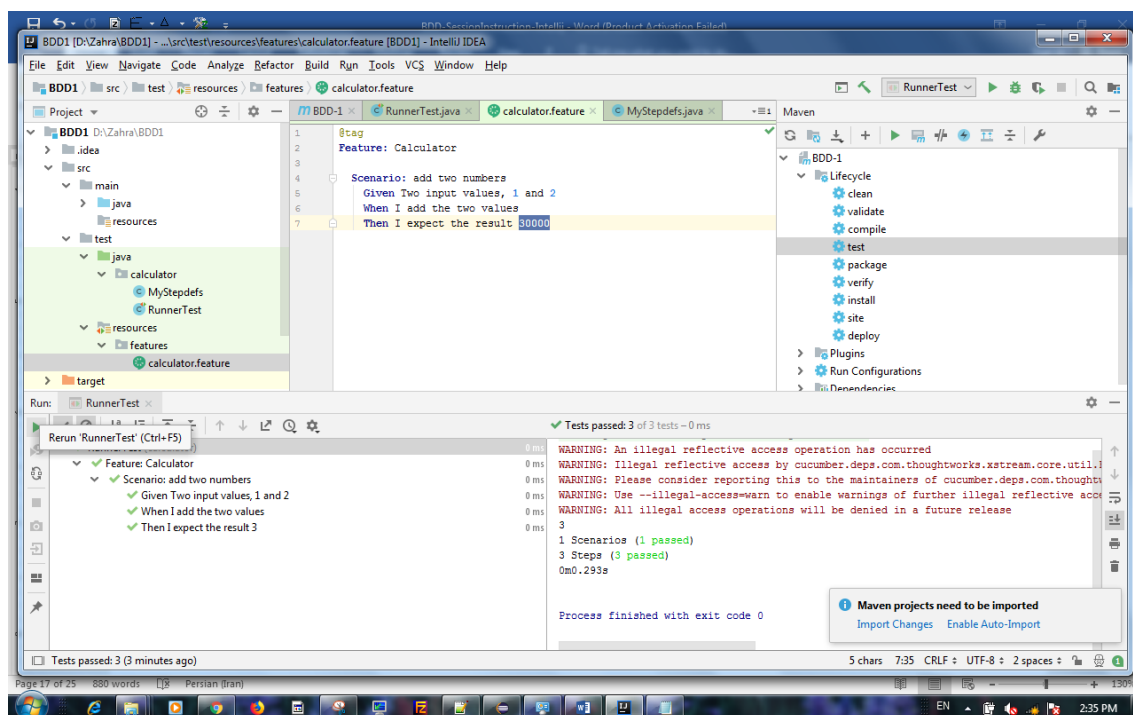 BDD-SessionInstruction-Intellij - Word (Product Activation Failed)
BDD1 [D:\Zahra\BDD1] - ...\src\test\resources\features\calculator.feature [BDD1] - IntelliJ IDEA
File Edit View Navigate Code Analyze Refactor Build Run Tools VCS Window Help
BDD1 src test resources features calculator.feature RunnerTest
Project BDD-1 RunnerTest.java calculator.feature MyStepdefs.java Maven
BDD1 D:\Zahra\BDD1
.idea
src
main
java
resources
test
java
calculator
MyStepdefs
RunnerTest
resources
features
calculator.feature
target
1 @tag
2 Feature: Calculator
3
4 Scenario: add two numbers
5 Given Two input values, 1 and 2
6 When I add the two values
7 Then I expect the result 30000
BDD-1
Lifecycle
clean
validate
compile
test
package
verify
install
site
deploy
Plugins
Run Configurations
Dependencies
Run: RunnerTest
Tests passed: 3 of 3 tests – 0 ms
Rerun 'RunnerTest' (Ctrl+F5)
0 ms
Feature: Calculator 0 ms
Scenario: add two numbers 0 ms
Given Two input values, 1 and 2 0 ms
When I add the two values 0 ms
Then I expect the result 3 0 ms
WARNING: An illegal reflective access operation has occurred
WARNING: Illegal reflective access by cucumber.deps.com.thoughtworks.xstream.core.util.
WARNING: Please consider reporting this to the maintainers of cucumber.deps.com.thought
WARNING: Use --illegal-access=warn to enable warnings of further illegal reflective acce
WARNING: All illegal access operations will be denied in a future release
3
1 Scenarios (1 passed)
3 Steps (3 passed)
0m0.293s
Process finished with exit code 0
Maven projects need to be imported
Import Changes Enable Auto-Import
Tests passed: 3 (3 minutes ago) 5 chars 7:35 CRLF UTF-8 2 spaces 1
Page 17 of 25 880 words Persian (Iran) 130%
EN 2:35 PM